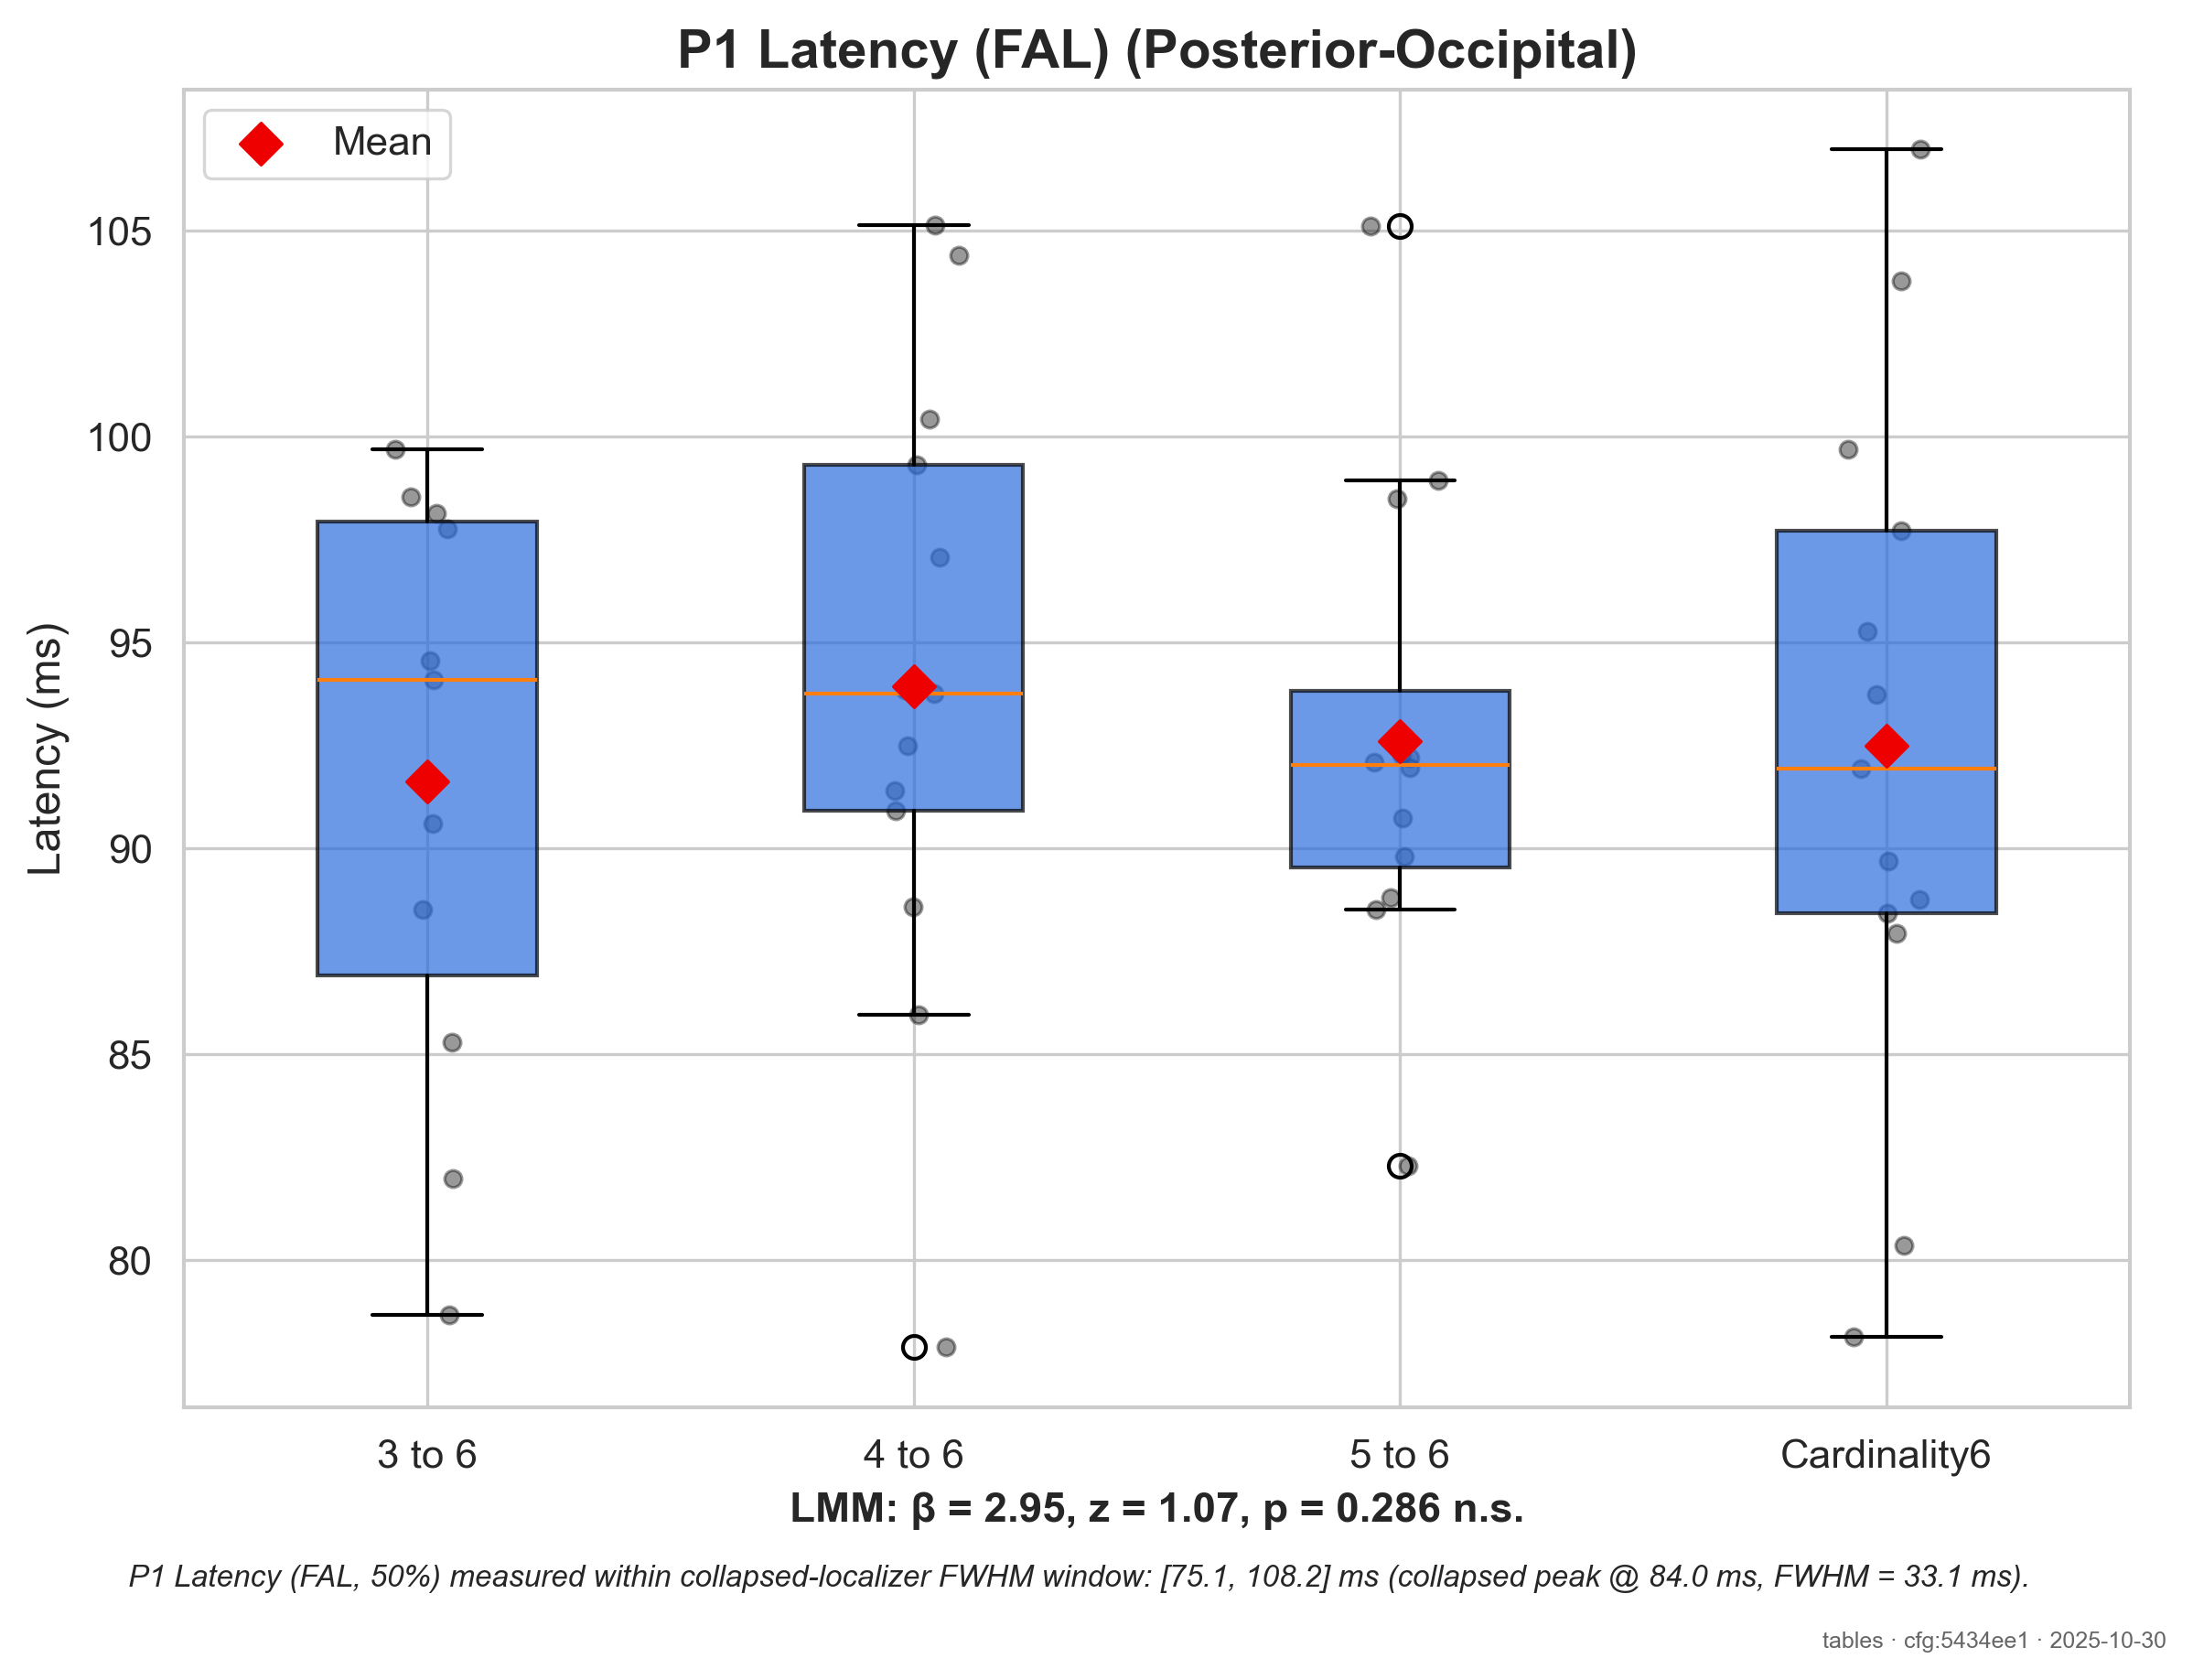 P1 Latency (FAL) (Posterior-Occipital)
Mean
Latency (ms)
105
100
95
90
85
80
3 to 6
4 to 6
5 to 6
Cardinality6
LMM: β = 2.95, z = 1.07, p = 0.286 n.s.
P1 Latency (FAL, 50%) measured within collapsed-localizer FWHM window: [75.1, 108.2] ms (collapsed peak @ 84.0 ms, FWHM = 33.1 ms).
tables · cfg:5434ee1 · 2025-10-30